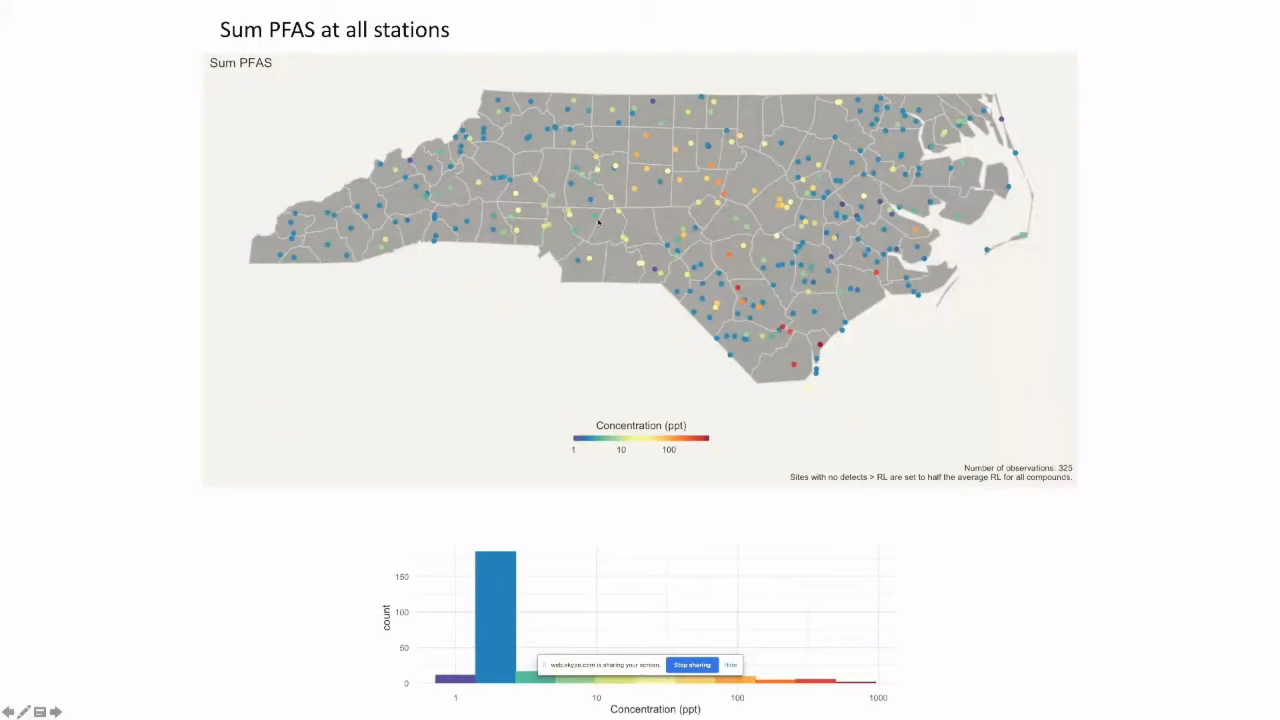 Sum PFAS at all stations
Sum PFAS
Concentration (ppt)
1 10 100
Number of observations: 325
Sites with no detects > RL are set to half the average RL for all compounds.
150
100
50
0
count
web.skype.com is sharing your screen. Stop sharing Hide
1 10 100 1000
Concentration (ppt)